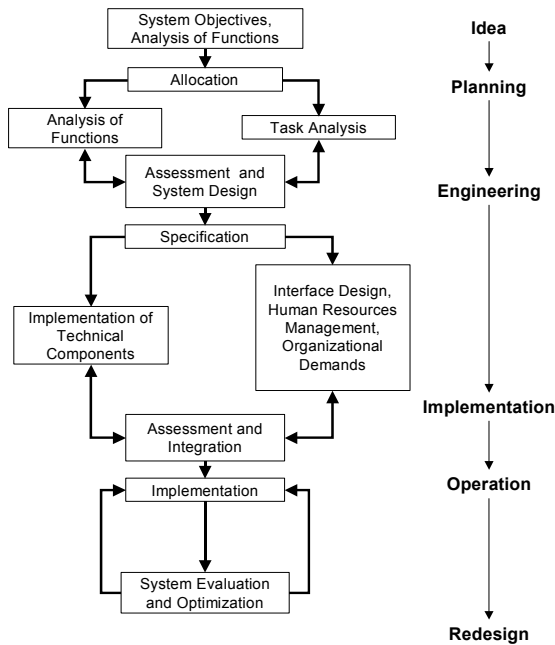 System Objectives,
Analysis of Functions
Idea
Allocation
Planning
Analysis of
Functions
Task Analysis
Assessment and
System Design
Engineering
Specification
Implementation of
Technical
Components
Interface Design,
Human Resources
Management,
Organizational
Demands
Implementation
Assessment and
Integration
Implementation
Operation
System Evaluation
and Optimization
Redesign